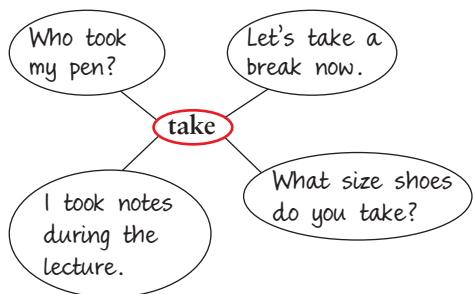 Who took
my pen?
Let's take a
break now.
take
I took notes
during the
lecture.
What size shoes
do you take?